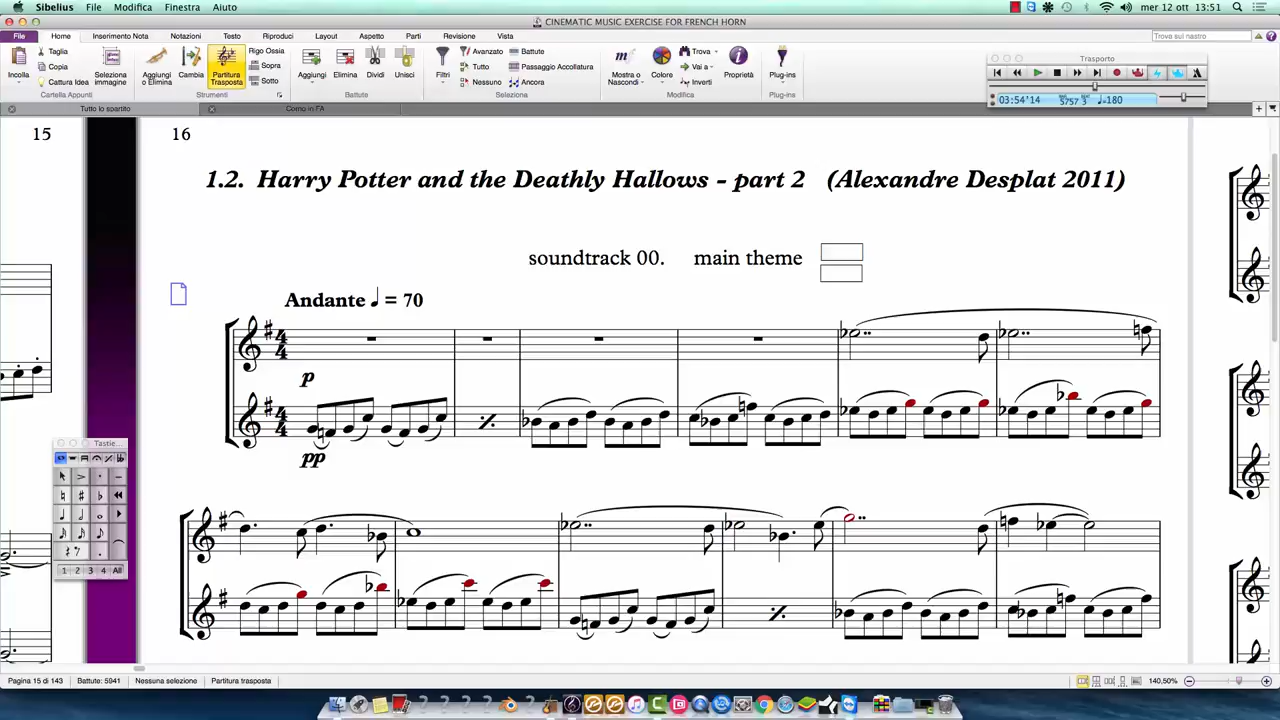 Sibelius File Modifica Finestra Aiuto mer 12 ott 13:51
CINEMATIC MUSIC EXERCISE FOR FRENCH HORN
File Home Inserimento Nota Notazioni Testo Riproduci Layout Aspetto Parti Revisione Vista Trova sul nastro
Incolla
Taglia
Copia
Cattura Idea
Cartella Appunti
Seleziona immagine
Aggiungi o Elimina
Cambia
Partitura Trasposta
Rigo Ossia
Sopra
Sotto
Strumenti
Aggiungi
Elimina
Dividi
Unisci
Battute
Filtri
Avanzato
Tutto
Nessuno
Battute
Passaggio Accollatura
Ancora
Selezione
Mostra o Nascondi
Colore
Trova
Vai a
Inverti
Proprietà
Modifica
Plug-ins
Plug-ins
Trasporto
03:54'14 5757 3 ♩=180
Tutto lo spartito
Corno in FA
15
16
1.2. Harry Potter and the Deathly Hallows - part 2 (Alexandre Desplat 2011)
soundtrack 00. main theme
Andante ♩ = 70
p
pp
Tastie...
1 2 3 4 All
Pagina 15 di 143 Battute: 5941 Nessuna selezione Partitura trasposta 140,50%